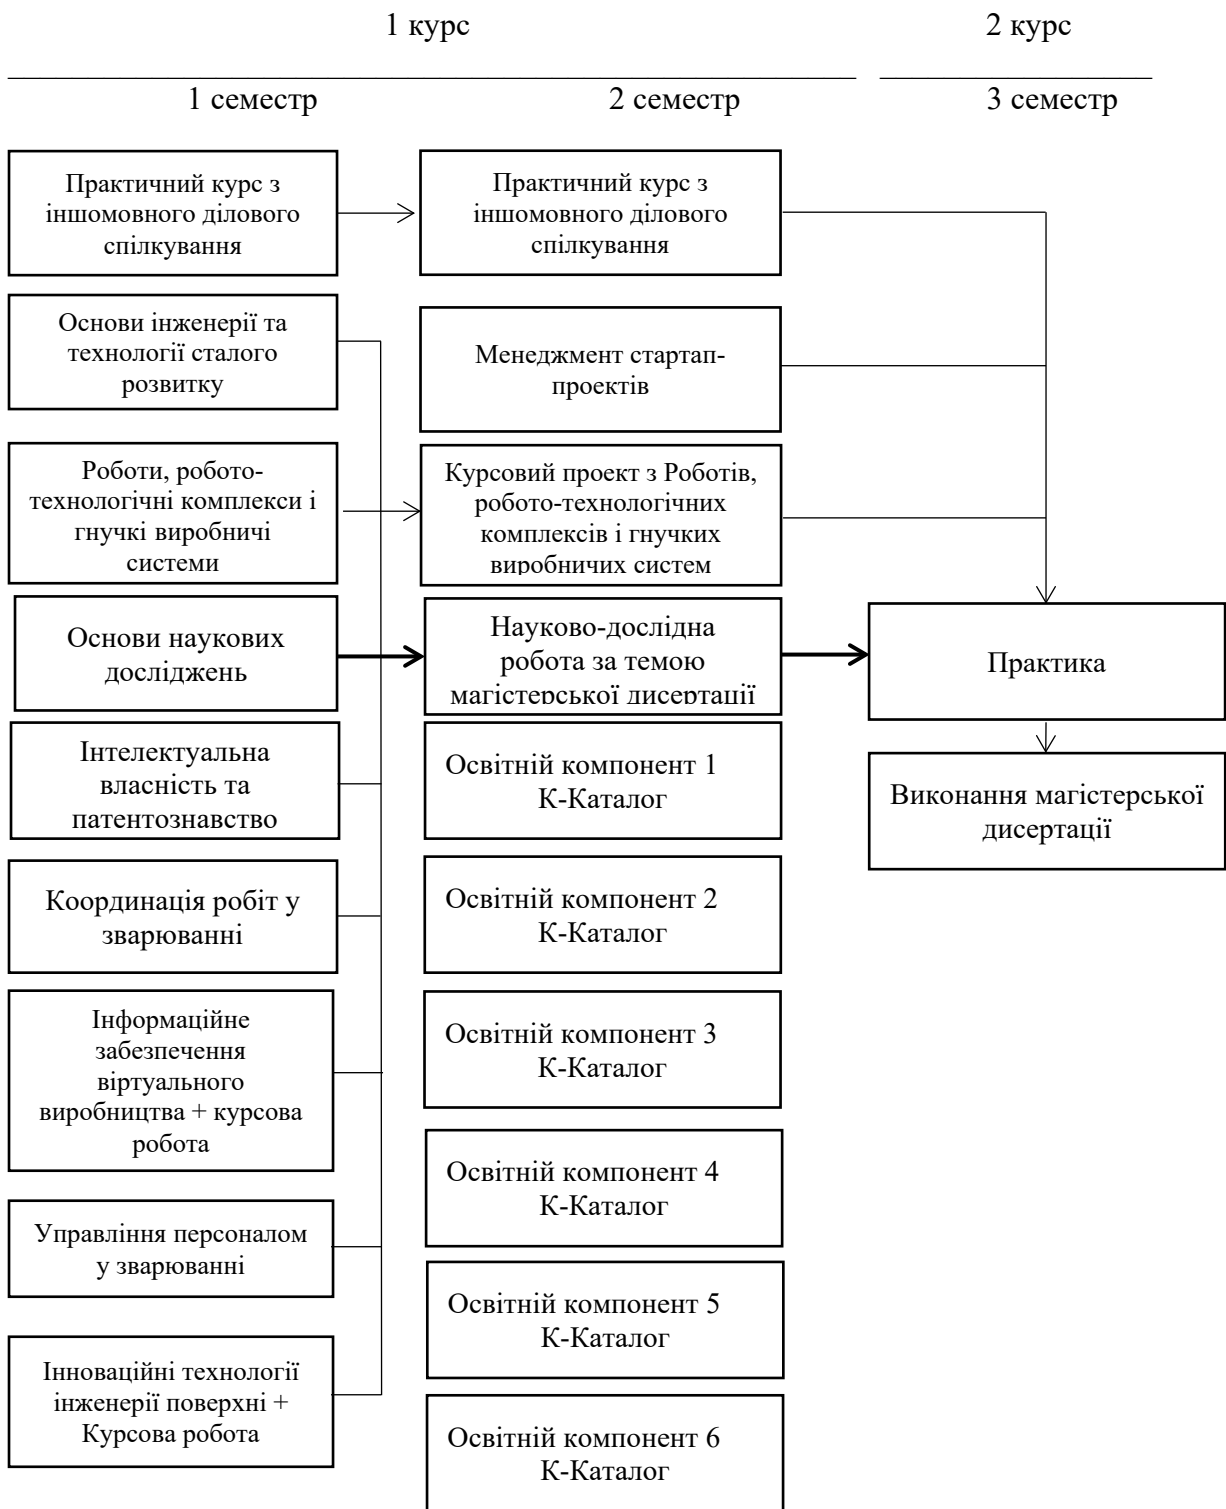 1 курс
2 курс
1 семестр
2 семестр
3 семестр
Практичний курс з
іншомовного ділового
спілкування
Практичний курс з
іншомовного ділового
спілкування
Основи інженерії та
технології сталого
розвитку
Менеджмент стартап-
проектів
Роботи, робото-
технологічні комплекси і
гнучкі виробничі
системи
Курсовий проект з Роботів,
робото-технологічних
комплексів і гнучких
виробничих систем
Основи наукових
досліджень
Науково-дослідна
робота за темою
магістерської дисертації
Практика
Інтелектуальна
власність та
патентознавство
Освітній компонент 1
К-Каталог
Виконання магістерської
дисертації
Координація робіт у
зварюванні
Освітній компонент 2
К-Каталог
Інформаційне
забезпечення
віртуального
виробництва + курсова
робота
Освітній компонент 3
К-Каталог
Освітній компонент 4
К-Каталог
Управління персоналом
у зварюванні
Освітній компонент 5
К-Каталог
Інноваційні технології
інженерії поверхні +
Курсова робота
Освітній компонент 6
К-Каталог